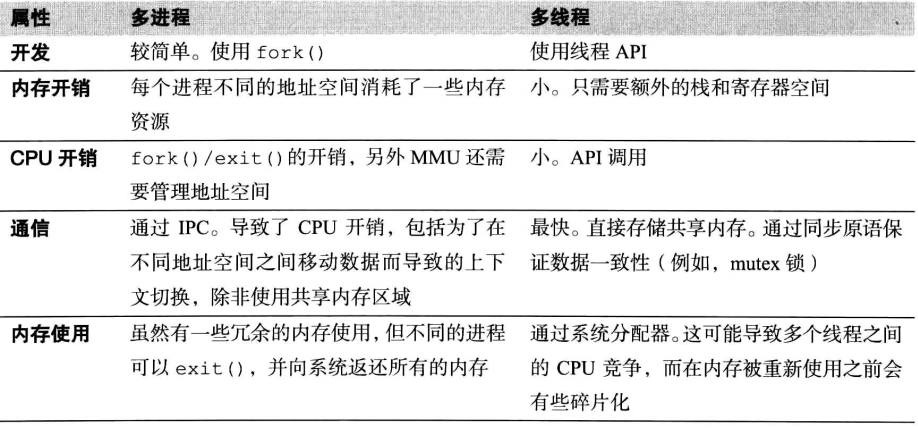 属性 多进程 多线程
开发 较简单。使用 fork() 使用线程 API
内存开销 每个进程不同的地址空间消耗了一些内存 小。只需要额外的栈和寄存器空间
资源
CPU 开销 fork()/exit()的开销，另外 MMU 还需 小。API 调用
要管理地址空间
通信 通过 IPC。导致了 CPU 开销，包括为了在 最快。直接存储共享内存。通过同步原语保
不同地址空间之间移动数据而导致的上下 证数据一致性（例如，mutex 锁）
文切换，除非使用共享内存区域
内存使用 虽然有一些冗余的内存使用，但不同的进程 通过系统分配器。这可能导致多个线程之间
可以 exit()，并向系统返还所有的内存 的 CPU 竞争，而在内存被重新使用之前会
有些碎片化